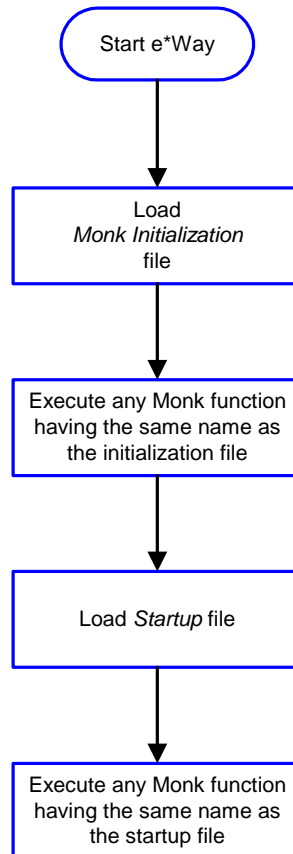 Start e*Way
Load
Monk Initialization
file
Execute any Monk function
having the same name as
the initialization file
Load Startup file
Execute any Monk function
having the same name as
the startup file